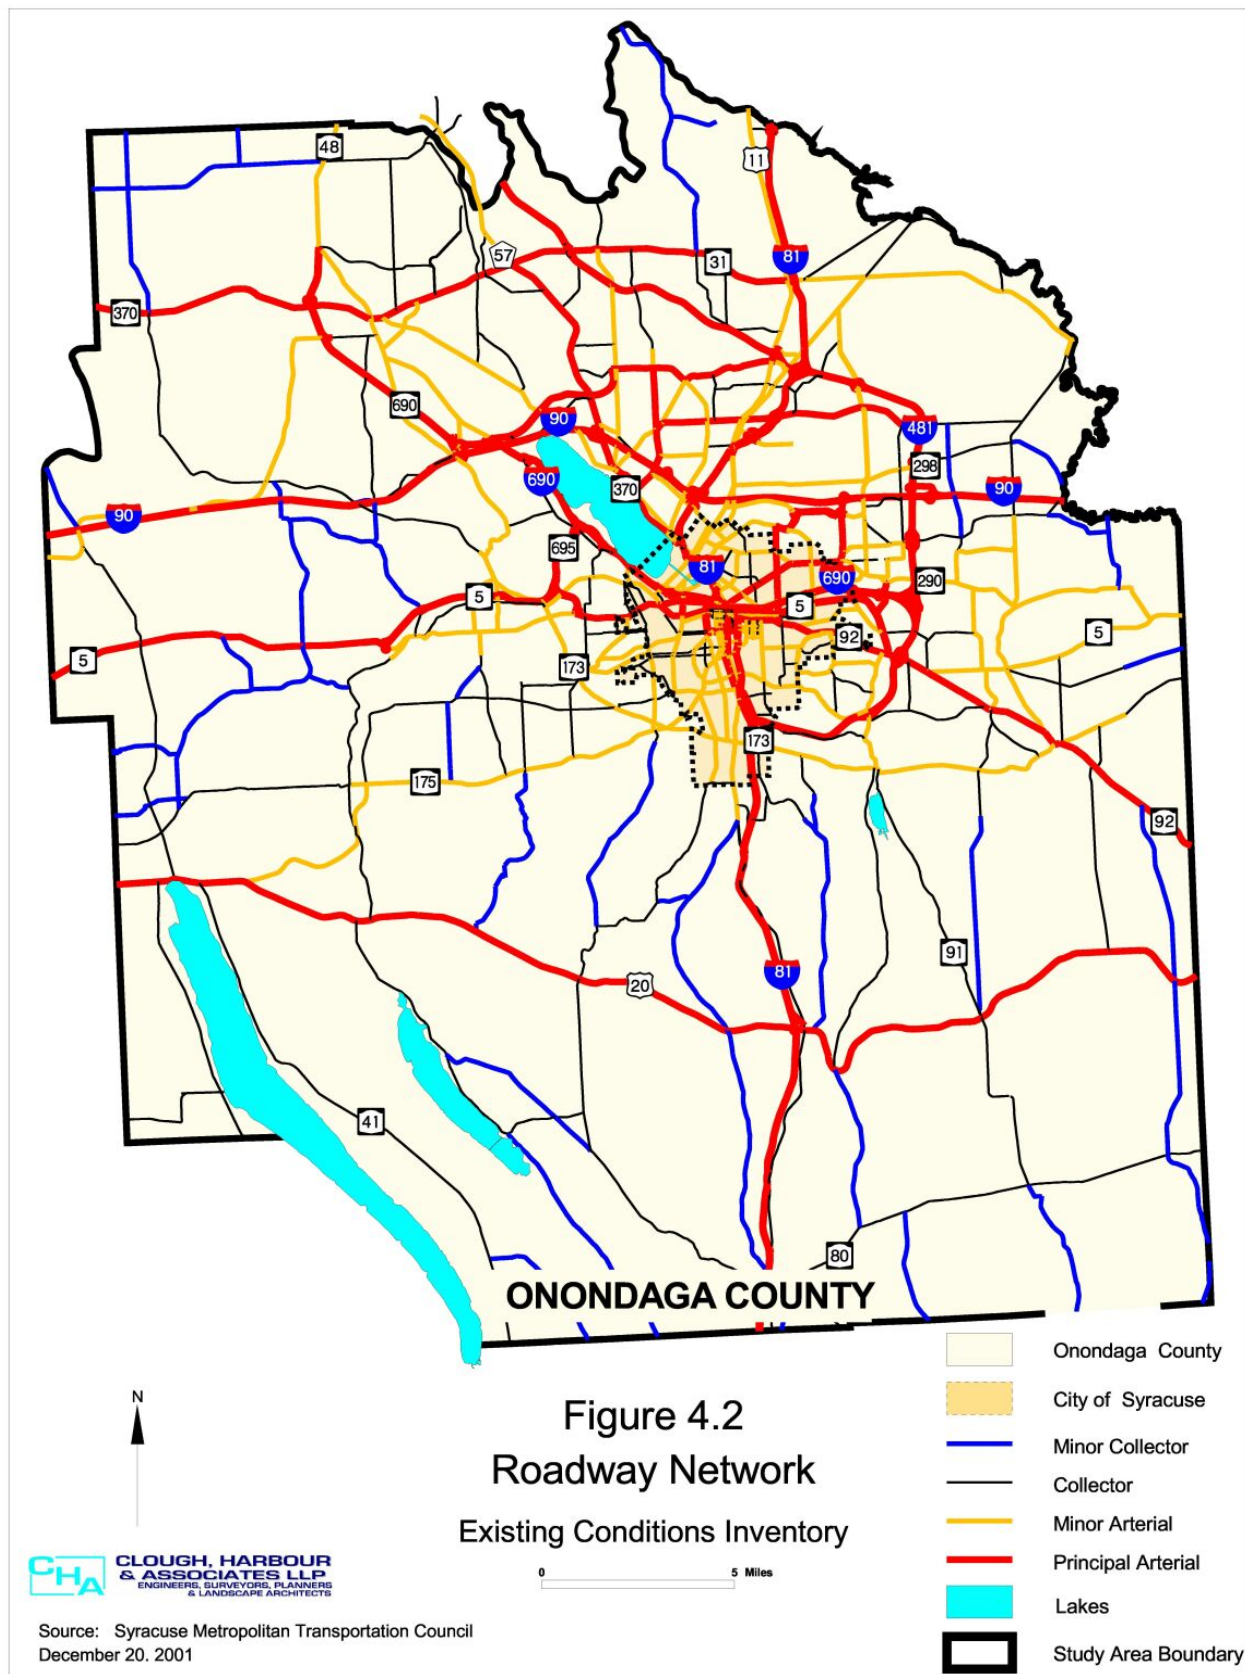 48
11
57
31
81
370
690
90
481
298
690
370
90
90
695
81
690
290
5
5
92
5
5
173
173
175
92
91
81
20
41
80
ONONDAGA COUNTY
Onondaga County
City of Syracuse
Minor Collector
Collector
Minor Arterial
Principal Arterial
Lakes
Study Area Boundary
N
Figure 4.2
Roadway Network
Existing Conditions Inventory
0 5 Miles
CHA
CLOUGH, HARBOUR
& ASSOCIATES LLP
ENGINEERS, SURVEYORS, PLANNERS
& LANDSCAPE ARCHITECTS
Source: Syracuse Metropolitan Transportation Council
December 20. 2001